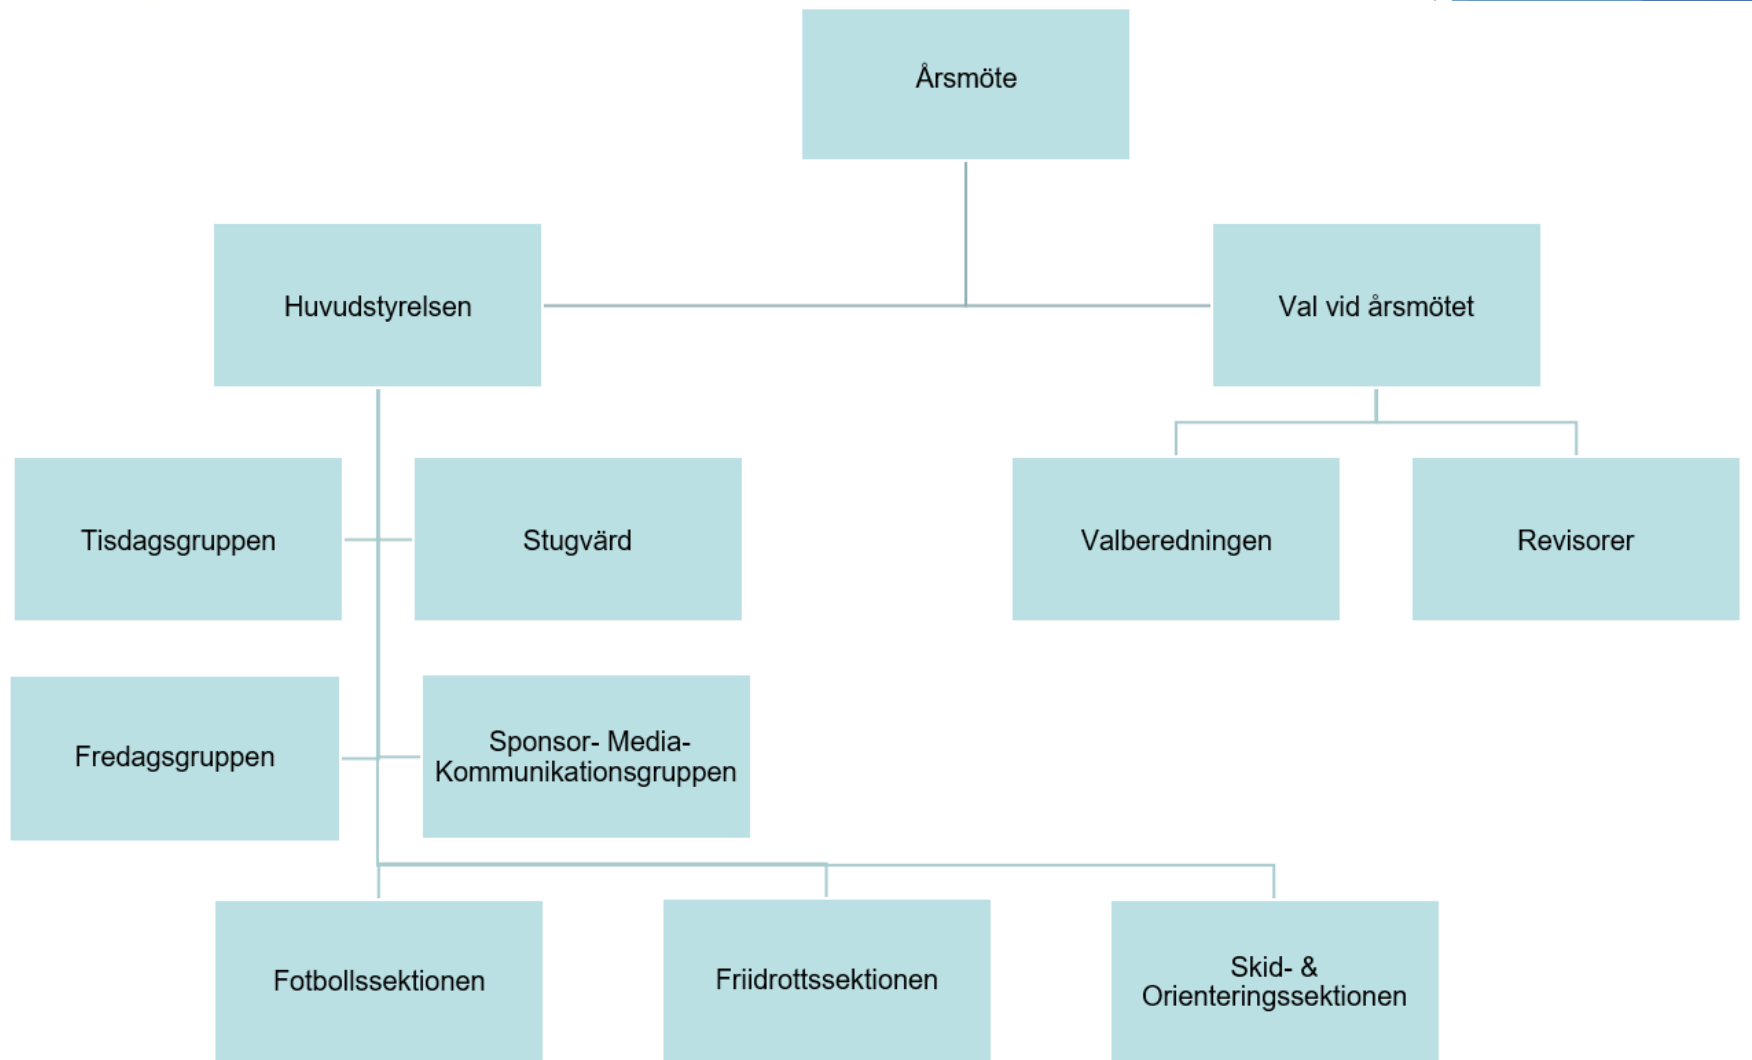 Årsmöte
Huvudstyrelsen
Val vid årsmötet
Tisdagsgruppen
Stugvärd
Valberedningen
Revisorer
Fredagsgruppen
Sponsor- Media-
Kommunikationsgruppen
Fotbollssektionen
Friidrottssektionen
Skid- &
Orienteringssektionen